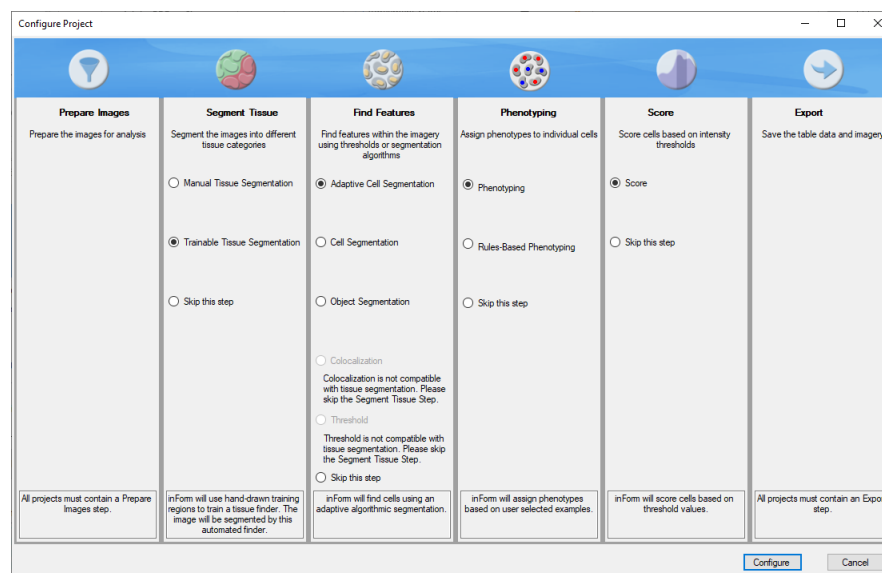 Configure Project
Prepare Images
Prepare the images for analysis
All projects must contain a Prepare
Images step.
Segment Tissue
Segment the images into different
tissue categories
Manual Tissue Segmentation
Trainable Tissue Segmentation
Skip this step
inForm will use hand-drawn training
regions to train a tissue finder. The
image will be segmented by this
automated finder.
Find Features
Find features within the imagery
using thresholds or segmentation
algorithms
Adaptive Cell Segmentation
Cell Segmentation
Object Segmentation
Colocalization
Colocalization is not compatible
with tissue segmentation. Please
skip the Segment Tissue Step.
Threshold
Threshold is not compatible with
tissue segmentation. Please skip
the Segment Tissue Step.
Skip this step
inForm will find cells using an
adaptive algorithmic segmentation.
Phenotyping
Assign phenotypes to individual cells
Phenotyping
Rules-Based Phenotyping
Skip this step
inForm will assign phenotypes
based on user selected examples.
Score
Score cells based on intensity
thresholds
Score
Skip this step
inForm will score cells based on
threshold values.
Export
Save the table data and imagery
All projects must contain an Export
step.
Configure
Cancel